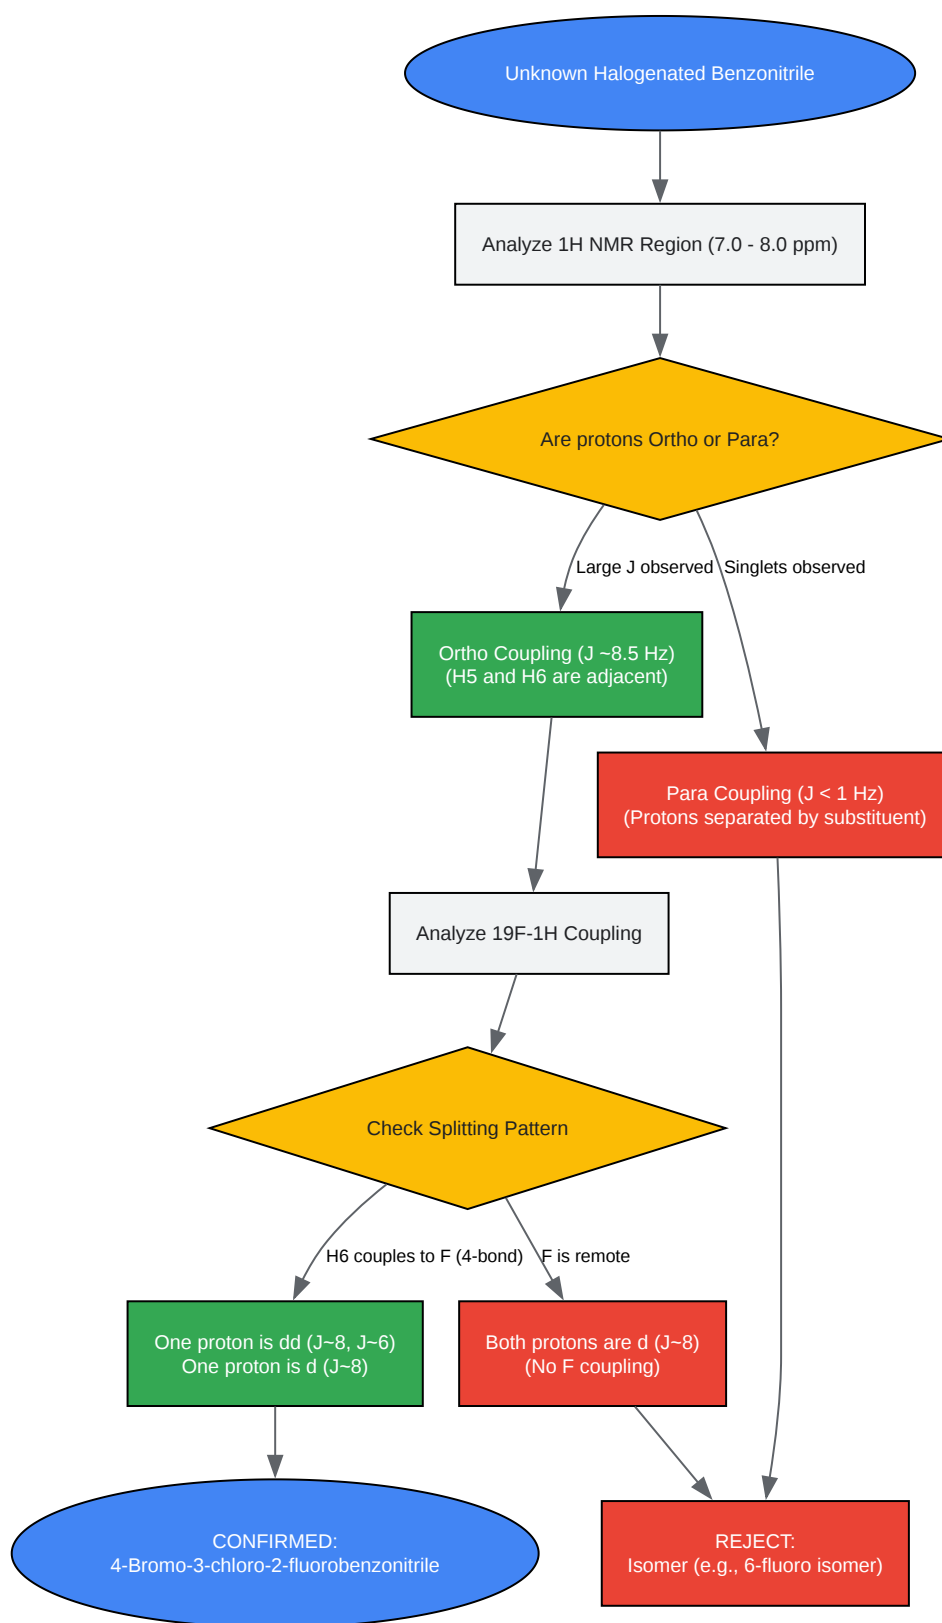 Unknown Halogenated Benzonitrile
Analyze 1H NMR Region (7.0 - 8.0 ppm)
Are protons Ortho or Para?
Large J observed
Singlets observed
Ortho Coupling (J ~8.5 Hz)
(H5 and H6 are adjacent)
Para Coupling (J < 1 Hz)
(Protons separated by substituent)
Analyze 19F-1H Coupling
Check Splitting Pattern
H6 couples to F (4-bond)
F is remote
One proton is dd (J~8, J~6)
One proton is d (J~8)
Both protons are d (J~8)
(No F coupling)
CONFIRMED:
4-Bromo-3-chloro-2-fluorobenzonitrile
REJECT:
Isomer (e.g., 6-fluoro isomer)